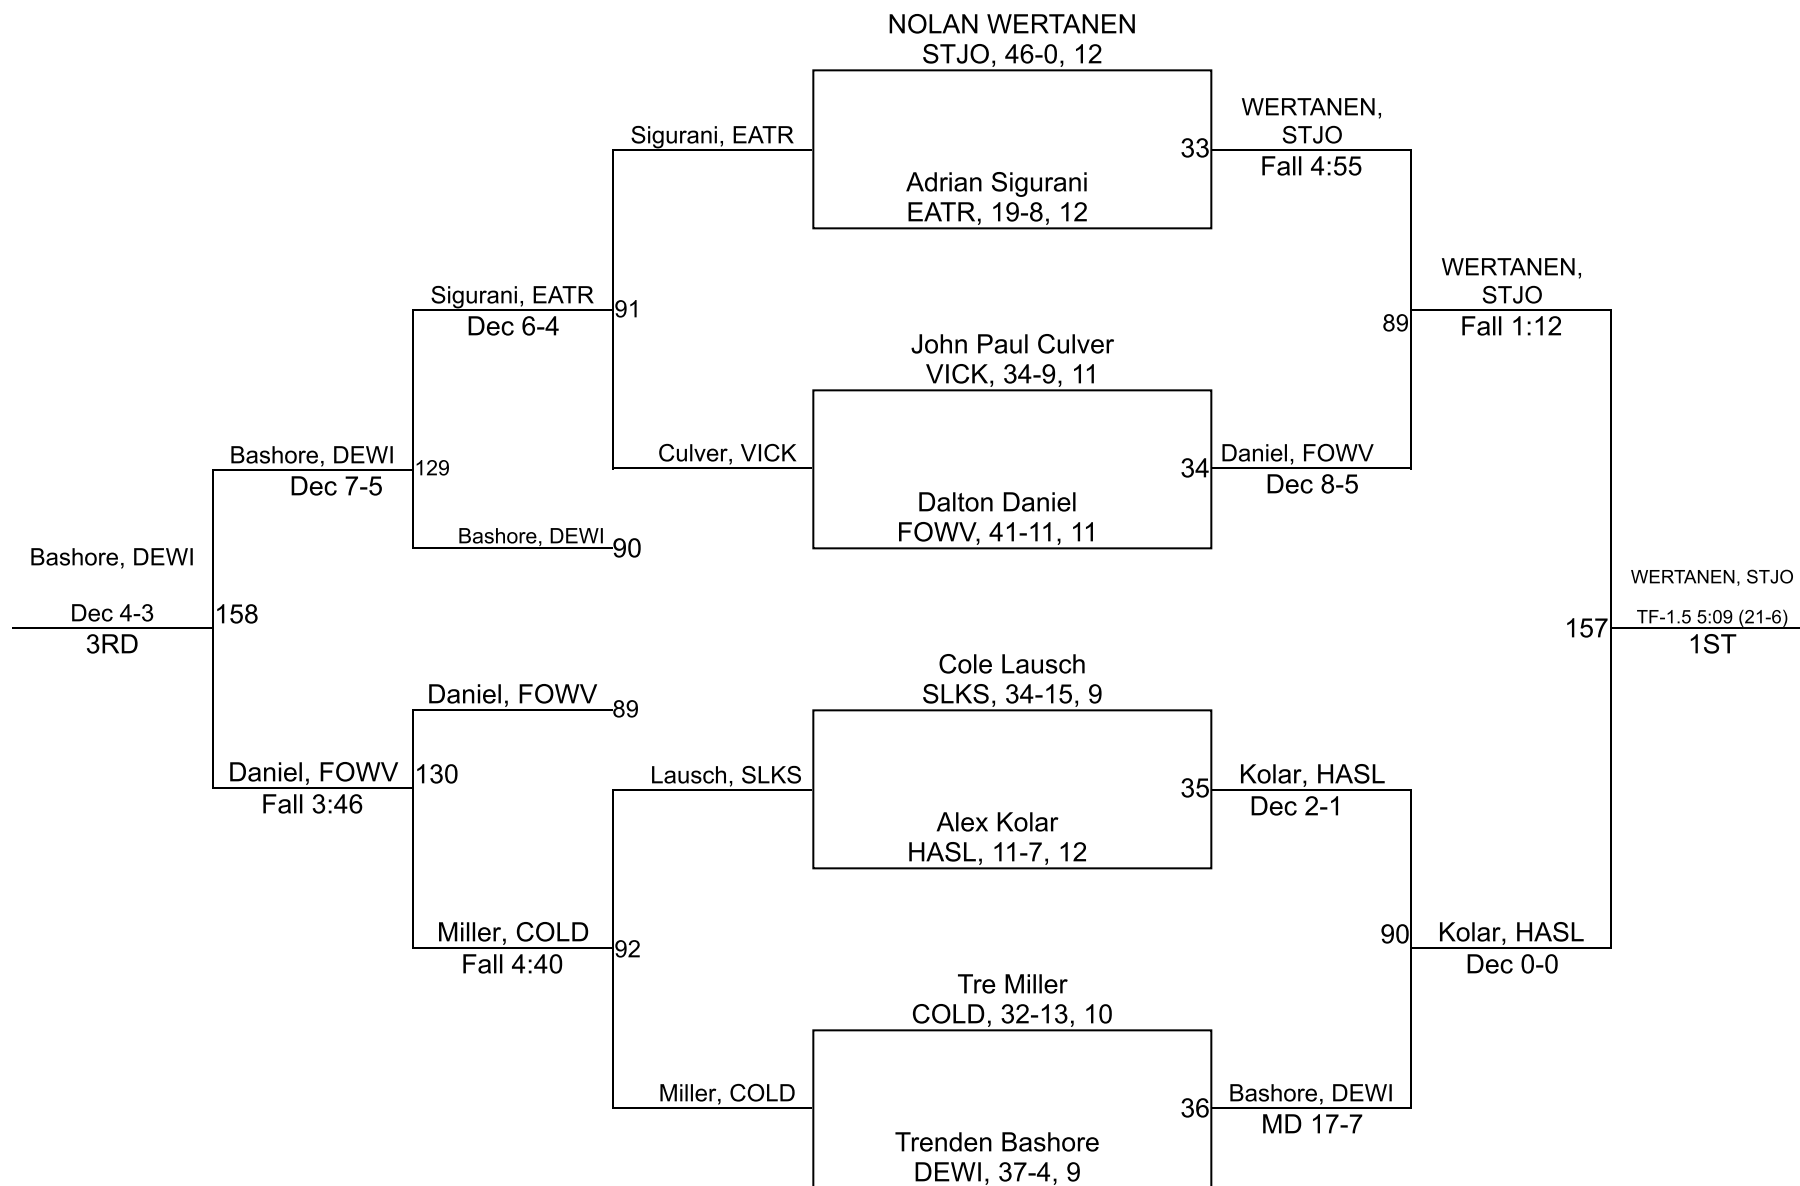 NOLAN WERTANEN
STJO, 46-0, 12
WERTANEN,
STJO
Sigurani, EATR
33
Fall 4:55
Adrian Sigurani
EATR, 19-8, 12
WERTANEN,
STJO
Sigurani, EATR
91
Dec 6-4
89
Fall 1:12
John Paul Culver
VICK, 34-9, 11
Bashore, DEWI
Culver, VICK
129
34
Daniel, FOWV
Dec 7-5
Dec 8-5
Dalton Daniel
FOWV, 41-11, 11
Bashore, DEWI
90
Bashore, DEWI
WERTANEN, STJO
Dec 4-3
158
157
TF-1.5 5:09 (21-6)
3RD
1ST
Cole Lausch
SLKS, 34-15, 9
Daniel, FOWV
89
Daniel, FOWV
130
Lausch, SLKS
35
Kolar, HASL
Fall 3:46
Dec 2-1
Alex Kolar
HASL, 11-7, 12
Miller, COLD
92
90
Kolar, HASL
Fall 4:40
Dec 0-0
Tre Miller
COLD, 32-13, 10
Miller, COLD
36
Bashore, DEWI
MD 17-7
Trenden Bashore
DEWI, 37-4, 9